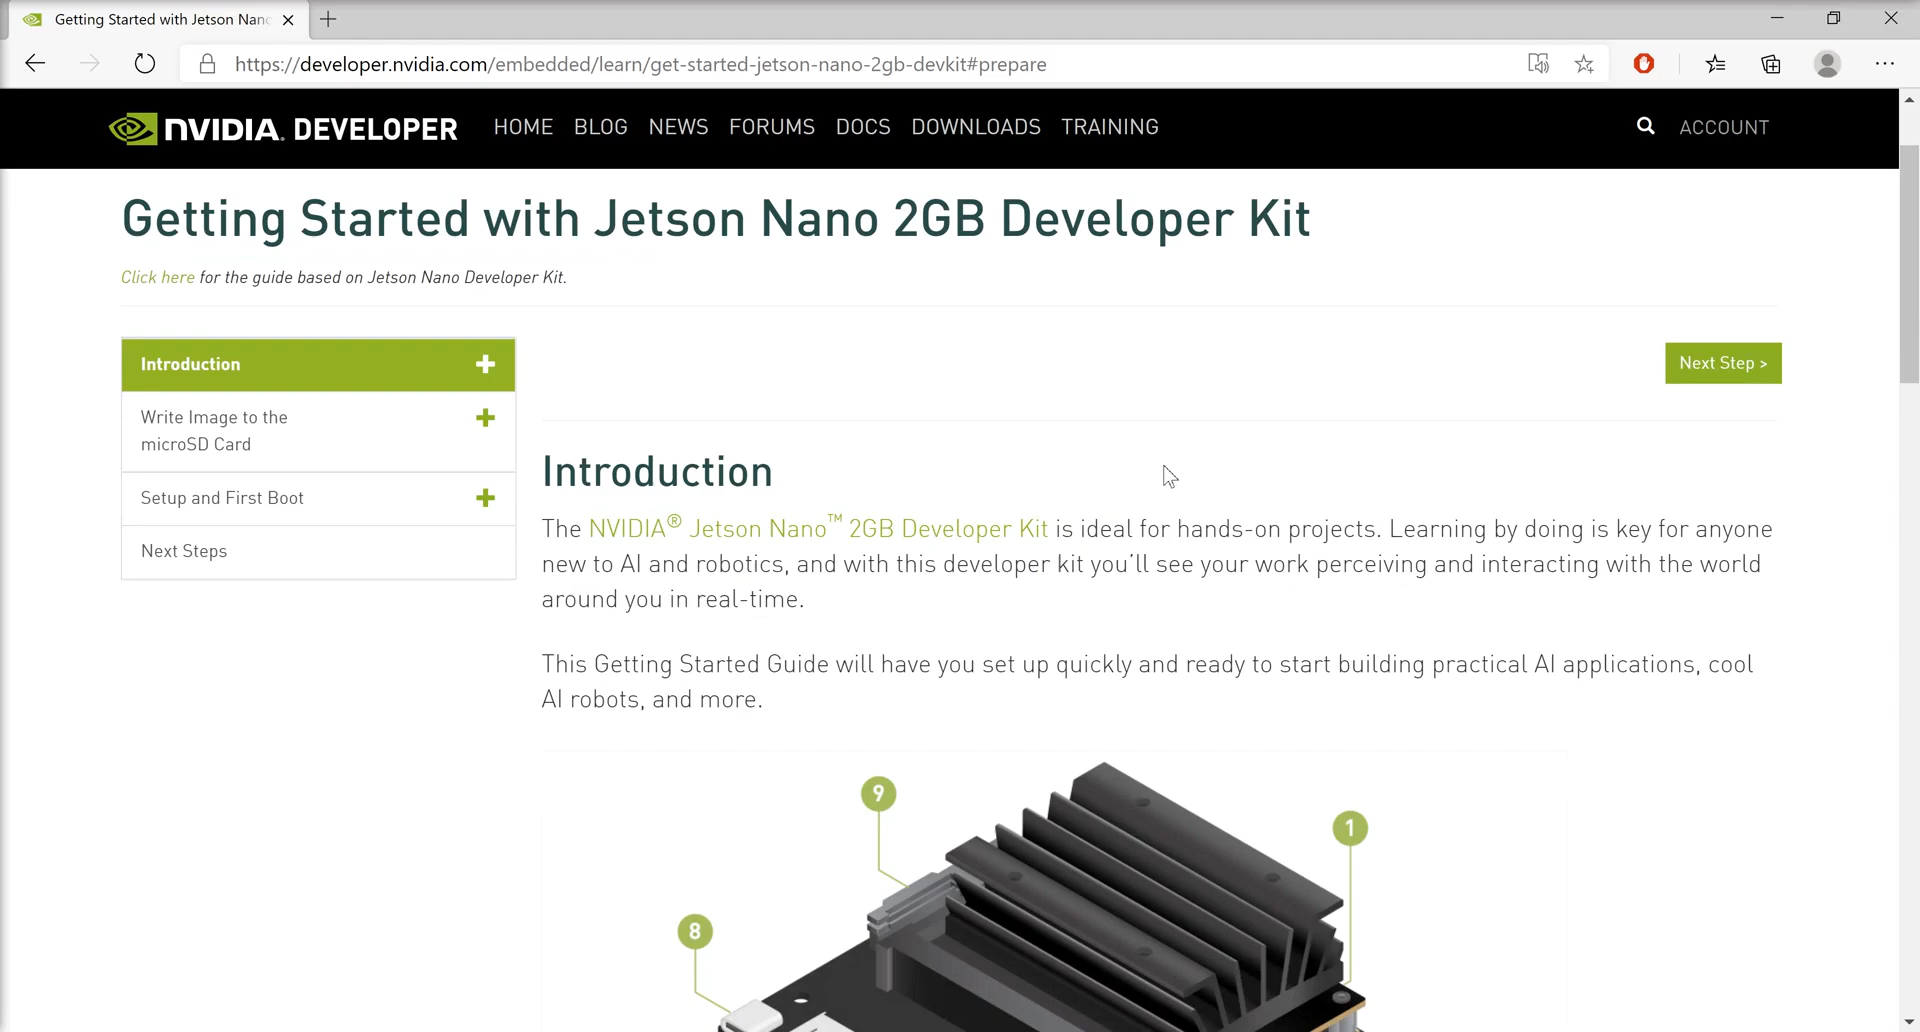 Getting Started with Jetson Nano
https://developer.nvidia.com/embedded/learn/get-started-jetson-nano-2gb-devkit#prepare
NVIDIA. DEVELOPER HOME BLOG NEWS FORUMS DOCS DOWNLOADS TRAINING ACCOUNT
Getting Started with Jetson Nano 2GB Developer Kit
Click here for the guide based on Jetson Nano Developer Kit.
Introduction
Write Image to the
microSD Card
Setup and First Boot
Next Steps
Next Step >
Introduction
The NVIDIA® Jetson Nano™ 2GB Developer Kit is ideal for hands-on projects. Learning by doing is key for anyone
new to AI and robotics, and with this developer kit you’ll see your work perceiving and interacting with the world
around you in real-time.
This Getting Started Guide will have you set up quickly and ready to start building practical AI applications, cool
AI robots, and more.
9
1
8